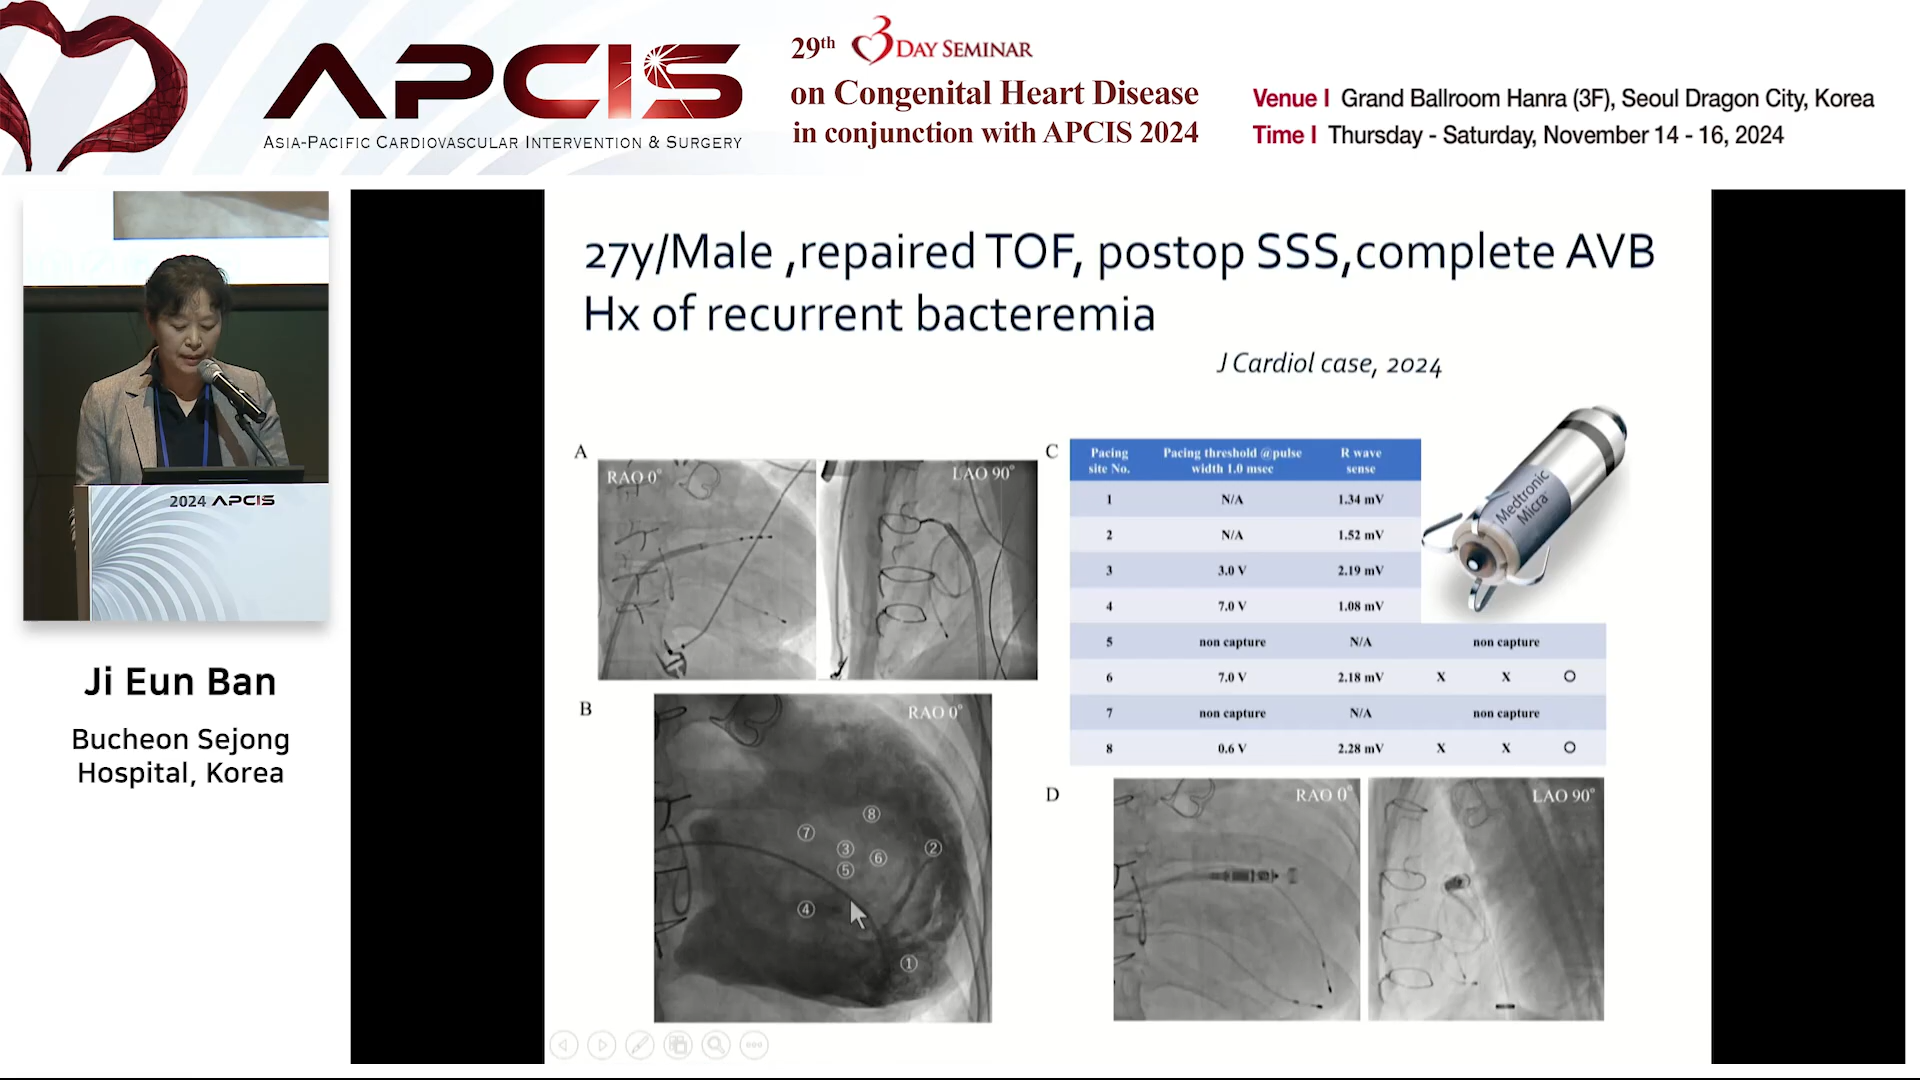 APCIS
ASIA-PACIFIC CARDIOVASCULAR INTERVENTION & SURGERY
29th 3 DAY SEMINAR
on Congenital Heart Disease
in conjunction with APCIS 2024
Venue I Grand Ballroom Hanra (3F), Seoul Dragon City, Korea
Time I Thursday - Saturday, November 14 - 16, 2024
2024 APCIS
Ji Eun Ban
Bucheon Sejong
Hospital, Korea
27y/Male ,repaired TOF, postop SSS,complete AVB
Hx of recurrent bacteremia
J Cardiol case, 2024
A
RAO 0°
LAO 90°
B
RAO 0°
8
7
3
6
2
5
4
1
C
Pacing site No. Pacing threshold @pulse width 1.0 msec R wave sense
1 N/A 1.34 mV
2 N/A 1.52 mV
3 3.0 V 2.19 mV
4 7.0 V 1.08 mV
5 non capture N/A non capture
6 7.0 V 2.18 mV X X O
7 non capture N/A non capture
8 0.6 V 2.28 mV X X O
Medtronic
Micra
D
RAO 0°
LAO 90°